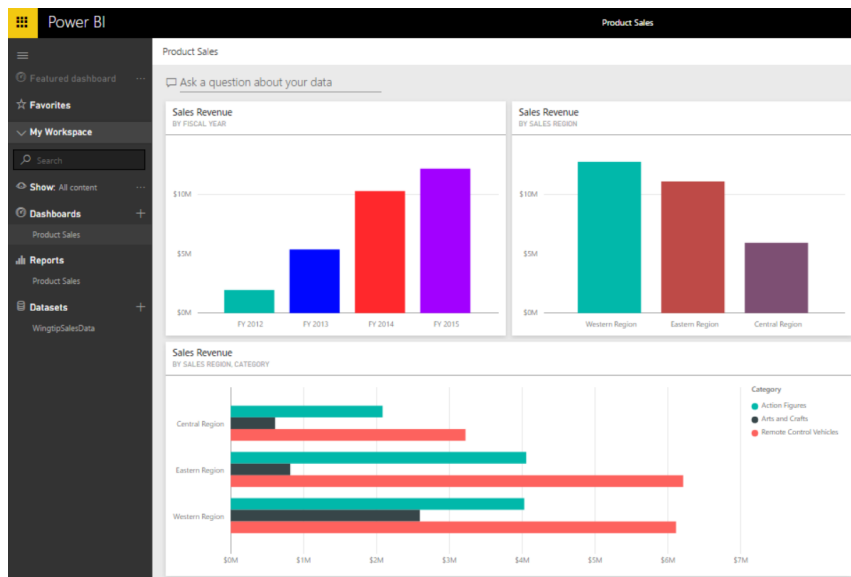 Power BI
Product Sales
Product Sales
Featured dashboard ...
Ask a question about your data
Favorites
My Workspace
Search
Show: All content ...
Dashboards +
Product Sales
Reports
Product Sales
Datasets +
WingtipSalesData
Sales Revenue
BY FISCAL YEAR
$10M
$5M
$0M
FY 2012 FY 2013 FY 2014 FY 2015
Sales Revenue
BY SALES REGION
$10M
$5M
$0M
Western Region Eastern Region Central Region
Sales Revenue
BY SALES REGION, CATEGORY
Central Region
Eastern Region
Western Region
$0M $1M $2M $3M $4M $5M $6M $7M
Category
Action Figures
Arts and Crafts
Remote Control Vehicles